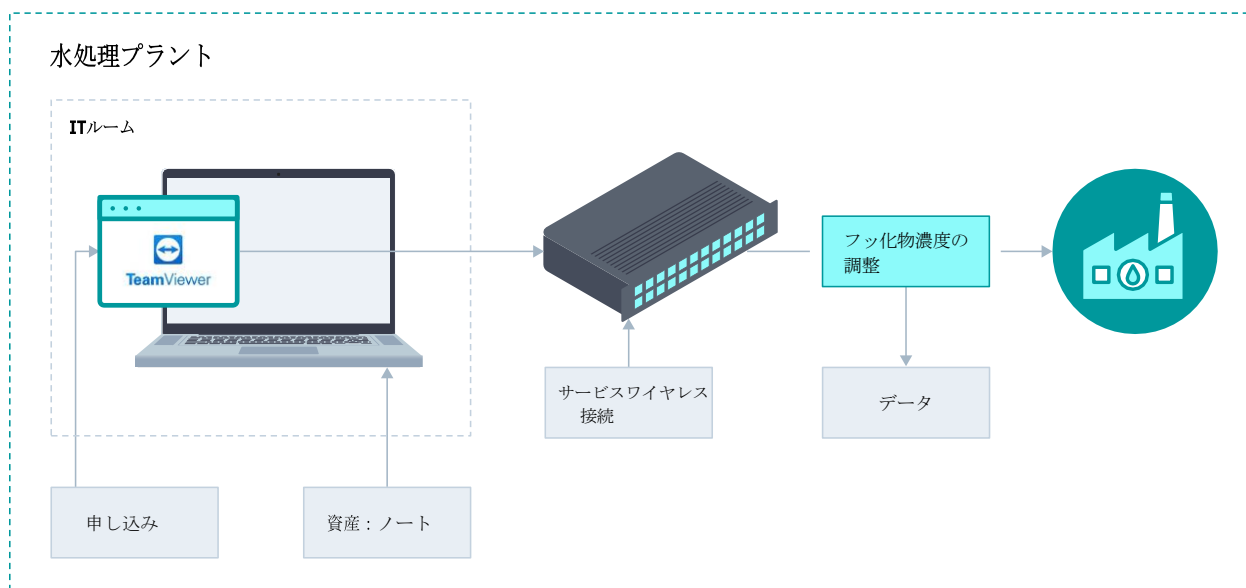 水処理プラント
ITルーム
TeamViewer
フッ化物濃度の
調整
サービスワイヤレス
接続
データ
申し込み
資産：ノート